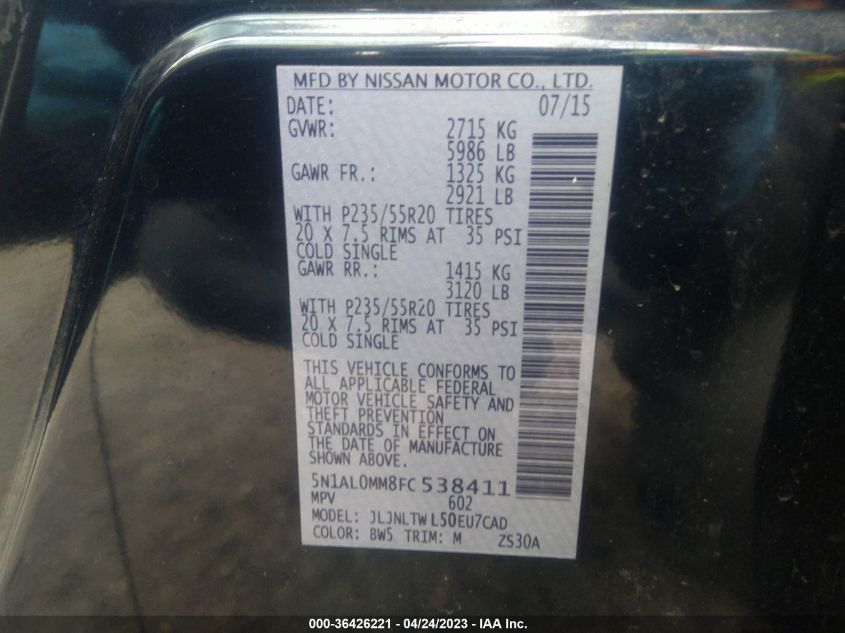 MFD BY NISSAN MOTOR CO., LTD.
DATE: 07/15
GVWR: 2715 KG
5986 LB
GAWR FR.: 1325 KG
2921 LB
WITH P235/55R20 TIRES
20 X 7.5 RIMS AT 35 PSI
COLD SINGLE
GAWR RR.: 1415 KG
3120 LB
WITH P235/55R20 TIRES
20 X 7.5 RIMS AT 35 PSI
COLD SINGLE
THIS VEHICLE CONFORMS TO
ALL APPLICABLE FEDERAL
MOTOR VEHICLE SAFETY AND
THEFT PREVENTION
STANDARDS IN EFFECT ON
THE DATE OF MANUFACTURE
SHOWN ABOVE.
5N1AL0MM8FC 538411
MPV 602
MODEL: JLJNLTW L50EU7CAD
COLOR: BW5 TRIM: M ZS30A
000-36426221 - 04/24/2023 - IAA Inc.